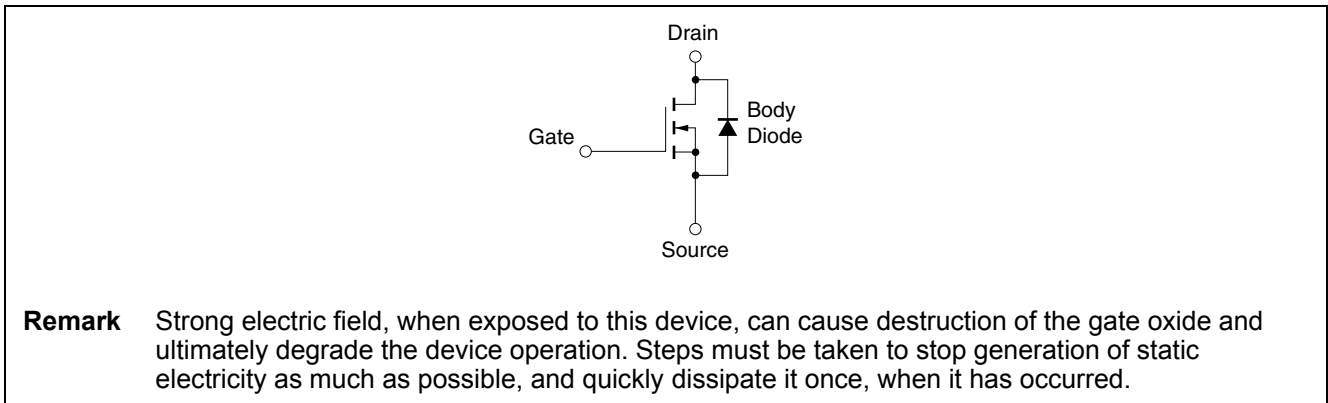 Drain
Body
Diode
Gate
Source
Remark Strong electric field, when exposed to this device, can cause destruction of the gate oxide and
ultimately degrade the device operation. Steps must be taken to stop generation of static
electricity as much as possible, and quickly dissipate it once, when it has occurred.